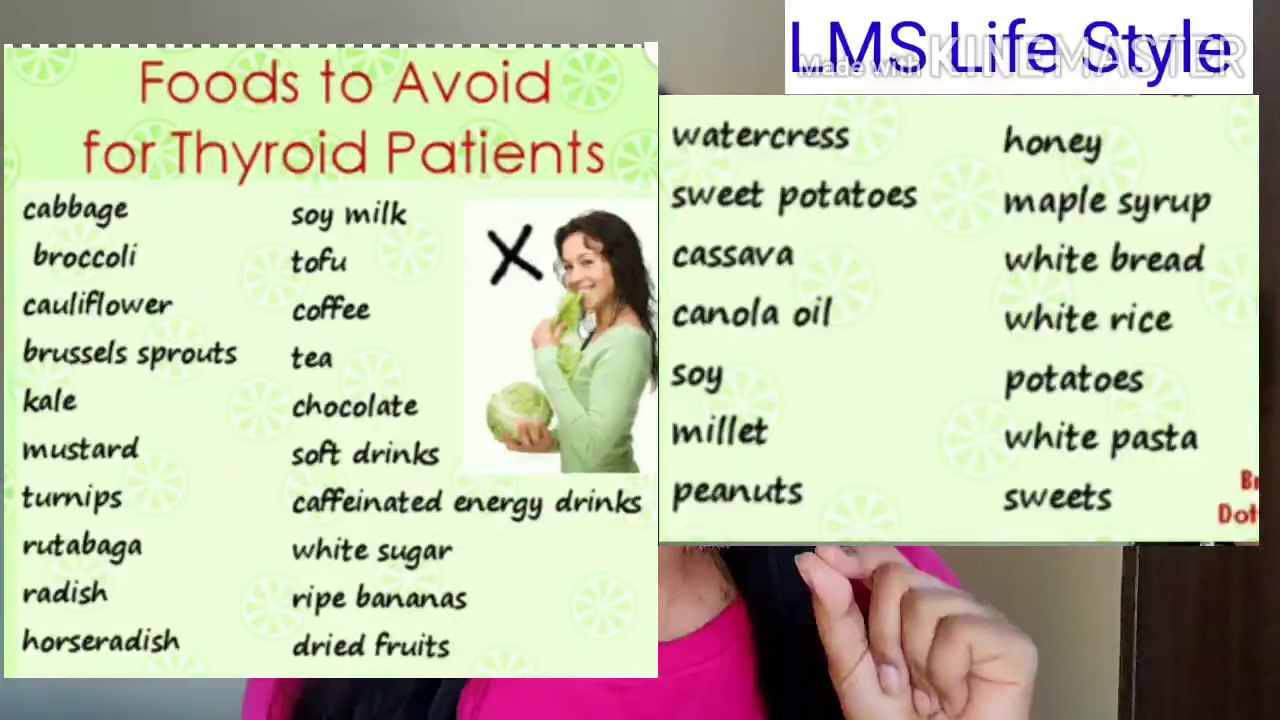 LMS Life Style
Made with KINEMASTER
Foods to Avoid
for Thyroid Patients
cabbage
broccoli
cauliflower
brussels sprouts
kale
mustard
turnips
rutabaga
radish
horseradish
soy milk
tofu
coffee
tea
chocolate
soft drinks
caffeinated energy drinks
white sugar
ripe bananas
dried fruits
watercress
sweet potatoes
cassava
canola oil
soy
millet
peanuts
honey
maple syrup
white bread
white rice
potatoes
white pasta
sweets
Dot